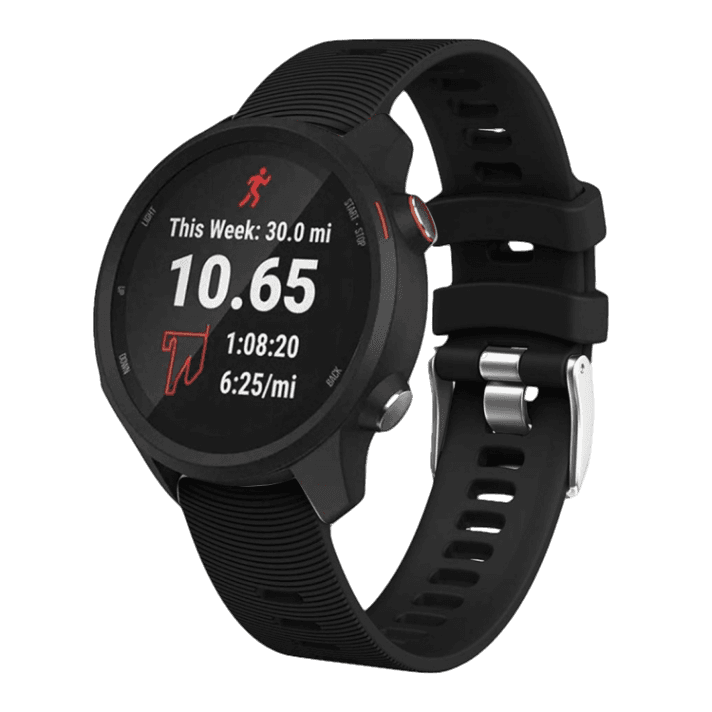 LIGHT
START · STOP
This Week: 30.0 mi
UP
10.65
1:08:20
DOWN
6:25/mi
BACK